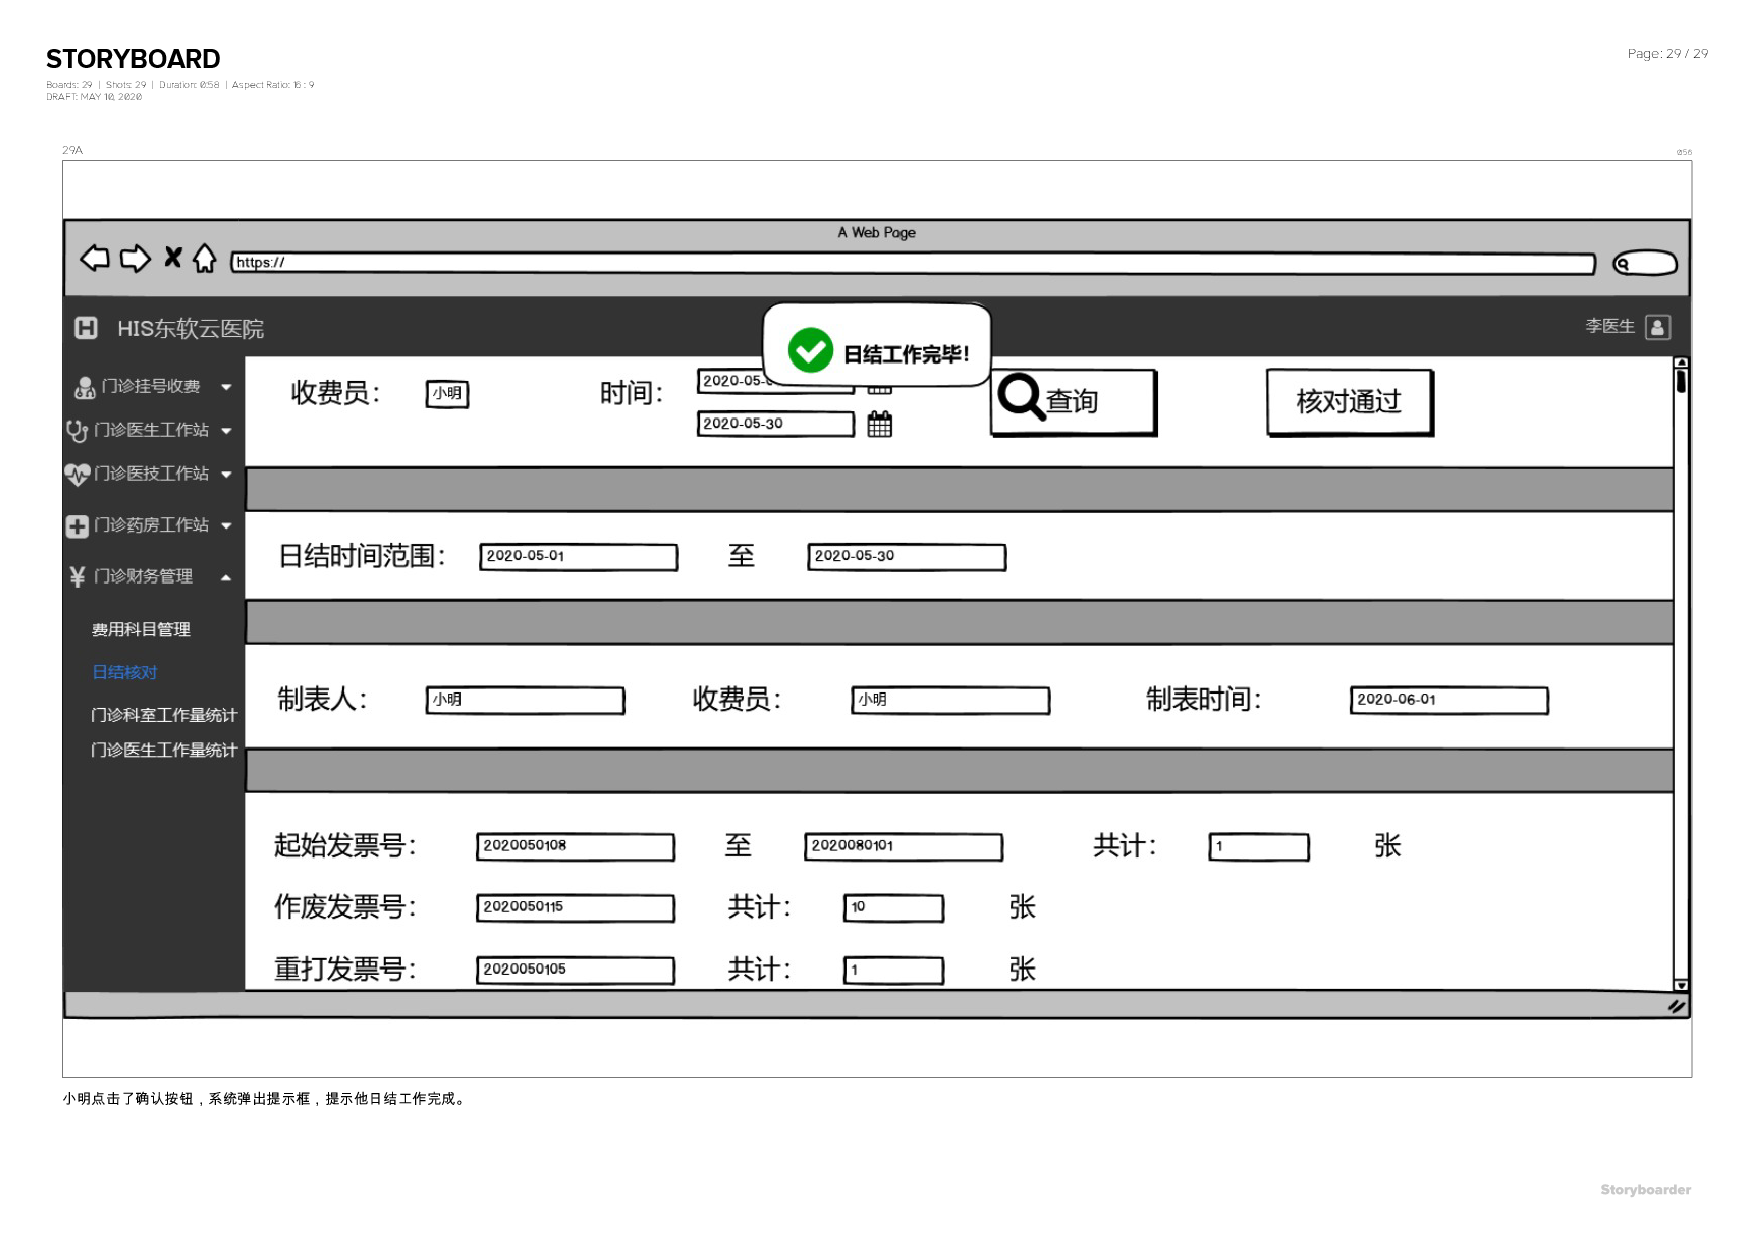 STORYBOARD
Page: 29 / 29
Boards: 29 | Shots: 29 | Duration: 0:58 | Aspect Ratio: 16 : 9
DRAFT: MAY 10, 2020
29A
A Web Page
https://
HIS东软云医院
日结工作完毕!
李医生
门诊挂号收费
门诊医生工作站
门诊医技工作站
门诊药房工作站
门诊财务管理
费用科目管理
日结核对
门诊科室工作量统计
门诊医生工作量统计
收费员: 小明 时间: 2020-05- 查询 核对通过
2020-05-30
日结时间范围: 2020-05-01 至 2020-05-30
制表人: 小明 收费员: 小明 制表时间: 2020-06-01
起始发票号: 2020050108 至 2020080101 共计: 1 张
作废发票号: 2020050115 共计: 10 张
重打发票号: 2020050105 共计: 1 张
小明点击了确认按钮,系统弹出提示框,提示他日结工作完成。
Storyboarder